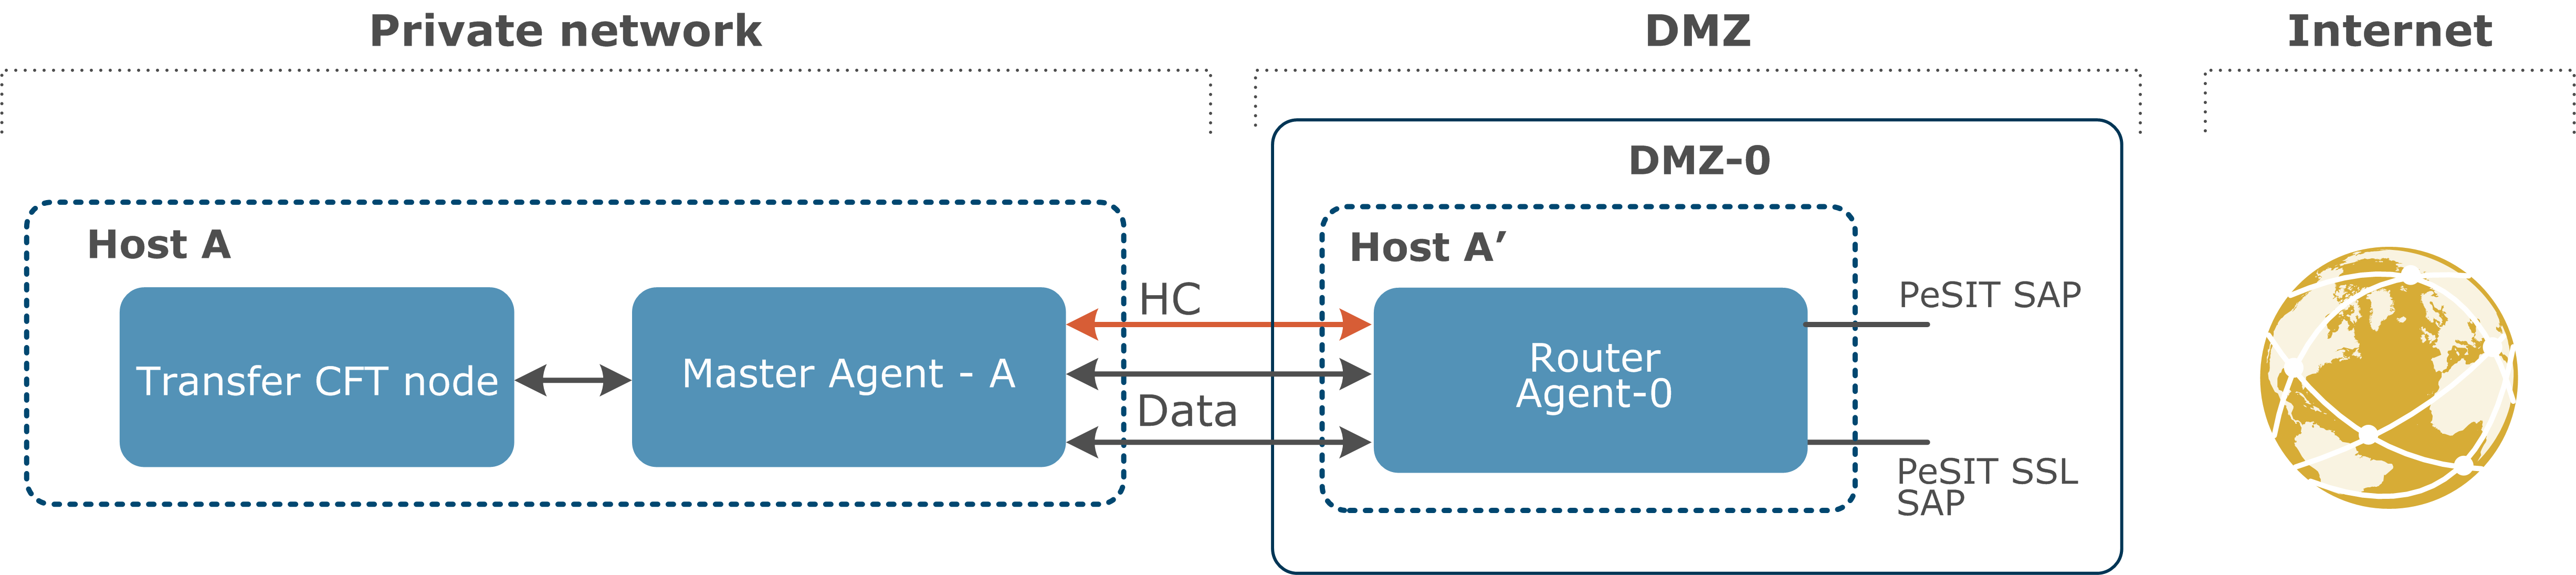 Private network
DMZ
Internet
DMZ-0
Host A
Host A’
HC
PeSIT SAP
Transfer CFT node
Master Agent - A
Router
Agent-0
Data
PeSIT SSL
SAP